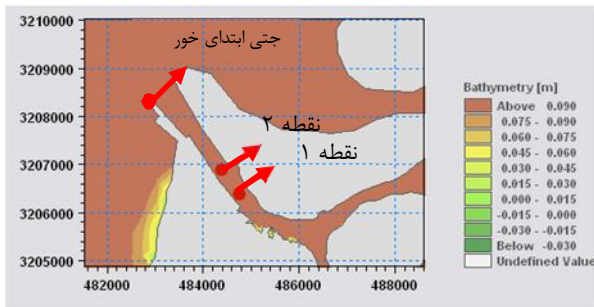 3210000
3209000
3208000
3207000
3206000
3205000
482000 484000 486000 488000
جتی ابتدای خور
نقطه ۲
نقطه ۱
Bathymetry [m]
Above 0.090
0.075 - 0.090
0.060 - 0.075
0.045 - 0.060
0.030 - 0.045
0.015 - 0.030
0.000 - 0.015
-0.015 - 0.000
-0.030 - -0.015
Below -0.030
Undefined Value